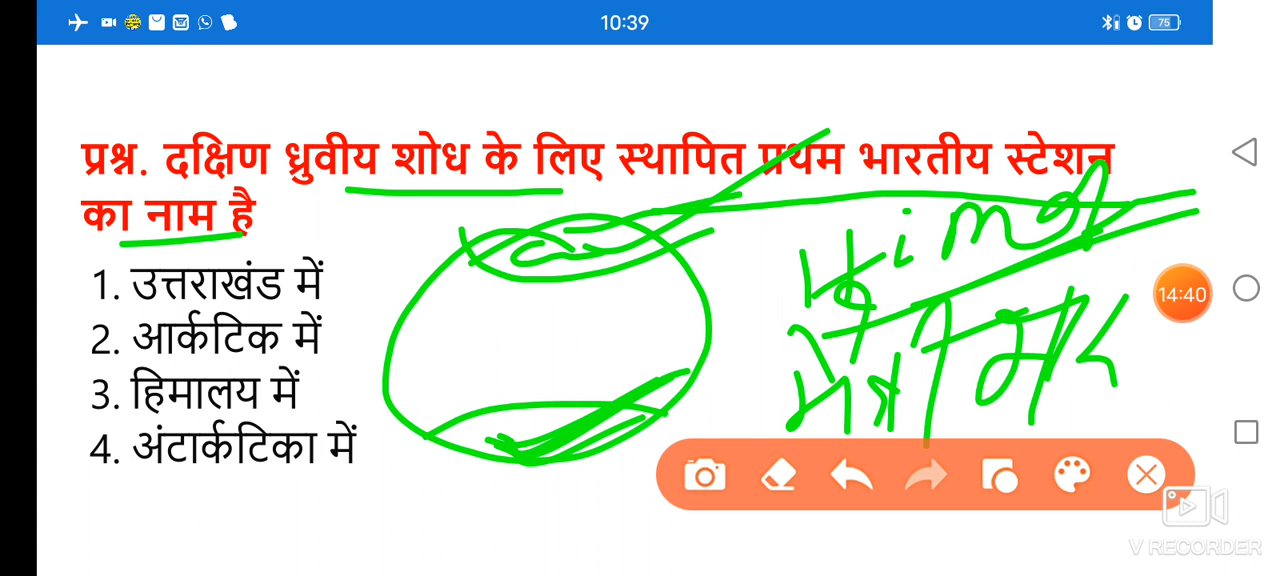 10:39
75
प्रश्न. दक्षिण ध्रुवीय शोध के लिए स्थापित प्रथम भारतीय स्टेशन
का नाम है
1. उत्तराखंड में
2. आर्कटिक में
3. हिमालय में
4. अंटार्कटिका में
14:40
V RECORDER